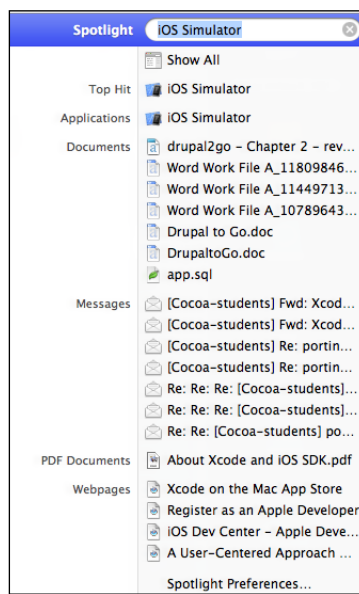 Spotlight iOS Simulator
Show All
Top Hit iOS Simulator
Applications iOS Simulator
Documents drupal2go - Chapter 2 - rev...
Word Work File A_11809846...
Word Work File A_11449713...
Word Work File A_10789643...
Drupal to Go.doc
DrupaltoGo.doc
app.sql
Messages [Cocoa-students] Fwd: Xcod...
[Cocoa-students] Fwd: Xcod...
[Cocoa-students] Re: portin...
[Cocoa-students] Re: portin...
Re: Re: Re: [Cocoa-students]...
Re: Re: Re: [Cocoa-students]...
Re: Re: [Cocoa-students] po...
PDF Documents About Xcode and iOS SDK.pdf
Webpages Xcode on the Mac App Store
Register as an Apple Developer
iOS Dev Center - Apple Deve...
A User-Centered Approach ...
Spotlight Preferences...